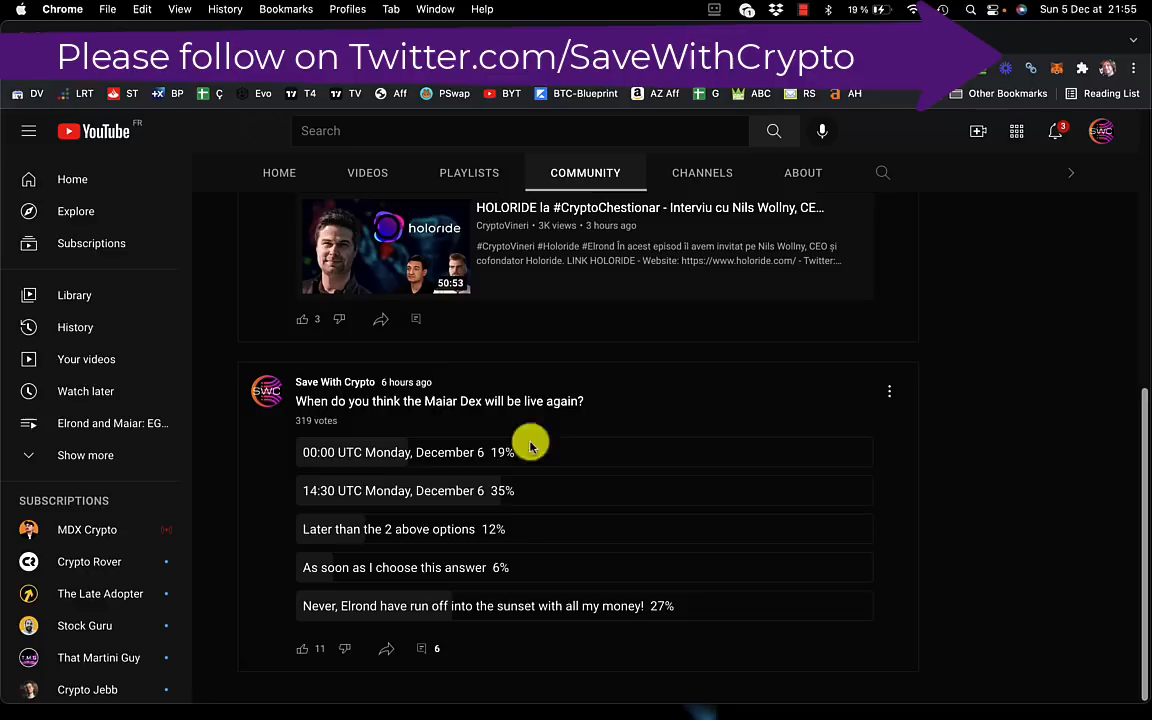 Chrome File Edit View History Bookmarks Profiles Tab Window Help 1 19 % Sun 5 Dec at 21:55
Please follow on Twitter.com/SaveWithCrypto
DV LRT ST BP Ç Evo T4 TV Aff PSwap BYT BTC-Blueprint AZ Aff G ABC RS AH Other Bookmarks Reading List
YouTube FR Search 3 SWC
HOME VIDEOS PLAYLISTS COMMUNITY CHANNELS ABOUT
Home
Explore
Subscriptions
Library
History
Your videos
Watch later
Elrond and Maiar: EG...
Show more
SUBSCRIPTIONS
MDX Crypto
Crypto Rover
The Late Adopter
Stock Guru
That Martini Guy
Crypto Jebb
holoride
50:53
HOLORIDE la #CryptoChestionar - Interviu cu Nils Wollny, CE...
CryptoVineri • 3K views • 3 hours ago
#CryptoVineri #Holoride #Elrond În acest episod îl avem invitat pe Nils Wollny, CEO și
cofondator Holoride. LINK HOLORIDE - Website: https://www.holoride.com/ - Twitter:...
3
SWC
Save With Crypto 6 hours ago
When do you think the Maiar Dex will be live again?
319 votes
00:00 UTC Monday, December 6 19%
14:30 UTC Monday, December 6 35%
Later than the 2 above options 12%
As soon as I choose this answer 6%
Never, Elrond have run off into the sunset with all my money! 27%
11 6